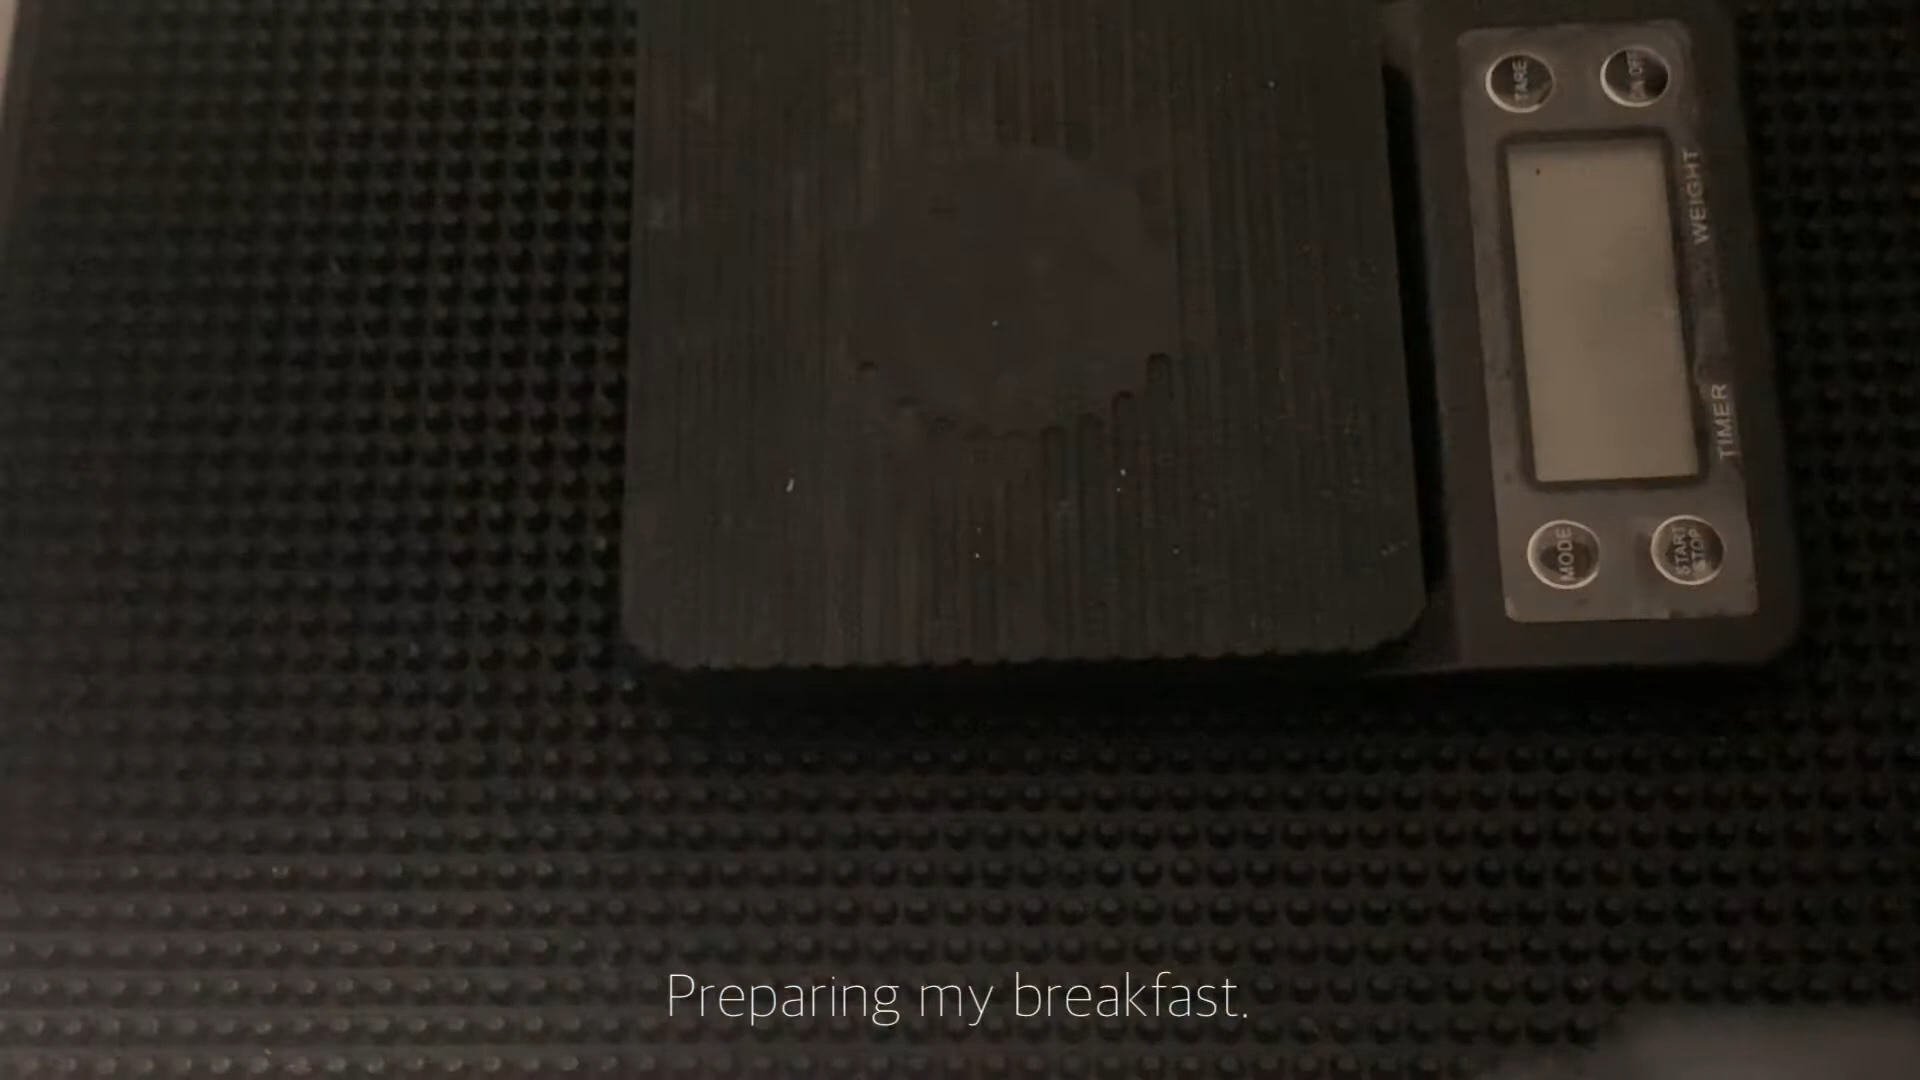 TARE
ON OFF
WEIGHT
TIMER
MODE
START
STOP
Preparing my breakfast.